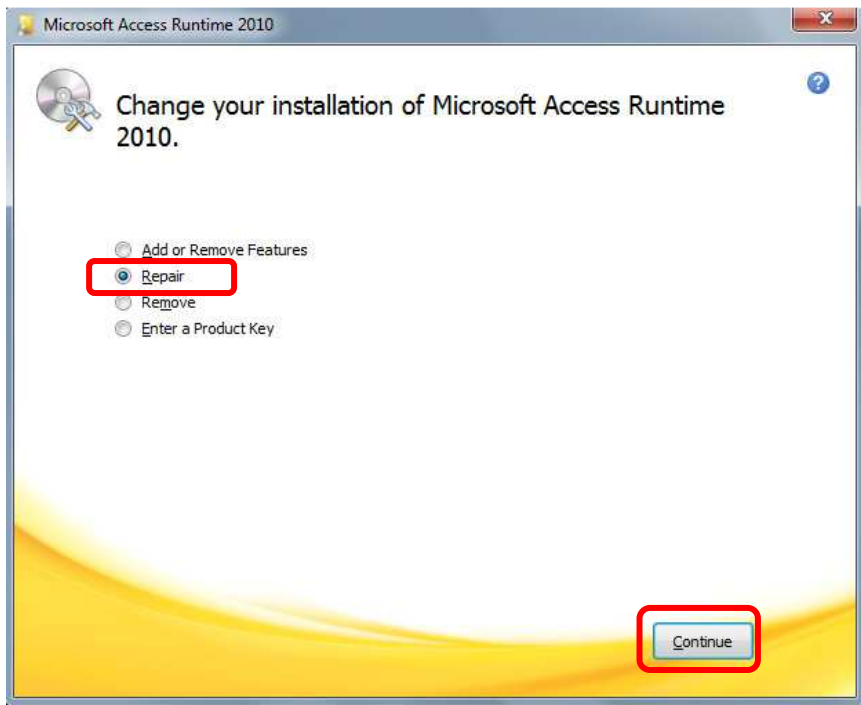 Microsoft Access Runtime 2010
Change your installation of Microsoft Access Runtime
2010.
Add or Remove Features
Repair
Remove
Enter a Product Key
Continue